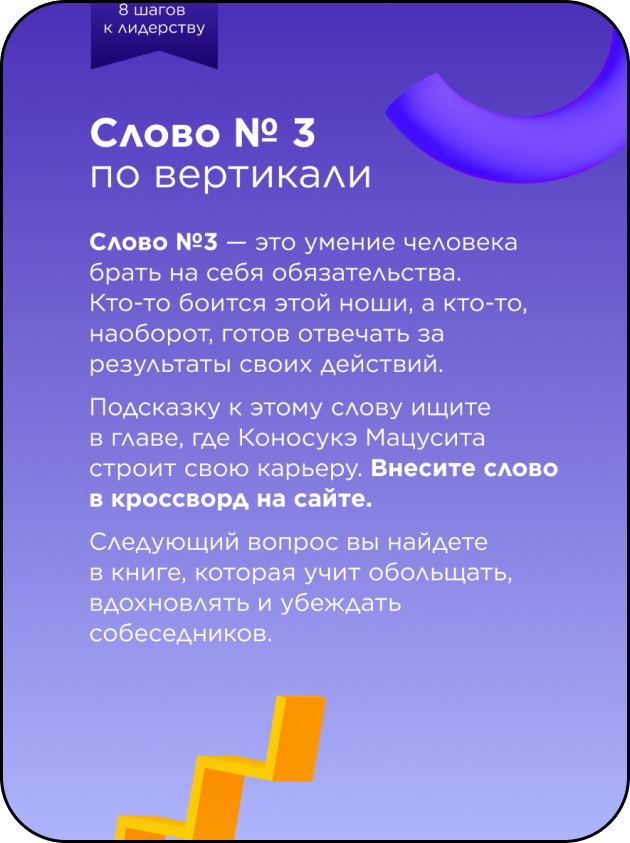 8 шагов
к лидерству
Слово № 3
по вертикали
Слово №3 — это умение человека
брать на себя обязательства.
Кто-то боится этой ноши, а кто-то,
наоборот, готов отвечать за
результаты своих действий.
Подсказку к этому слову ищите
в главе, где Коносукэ Мацусита
строит свою карьеру. Внесите слово
в кроссворд на сайте.
Следующий вопрос вы найдете
в книге, которая учит обольщать,
вдохновлять и убеждать
собеседников.